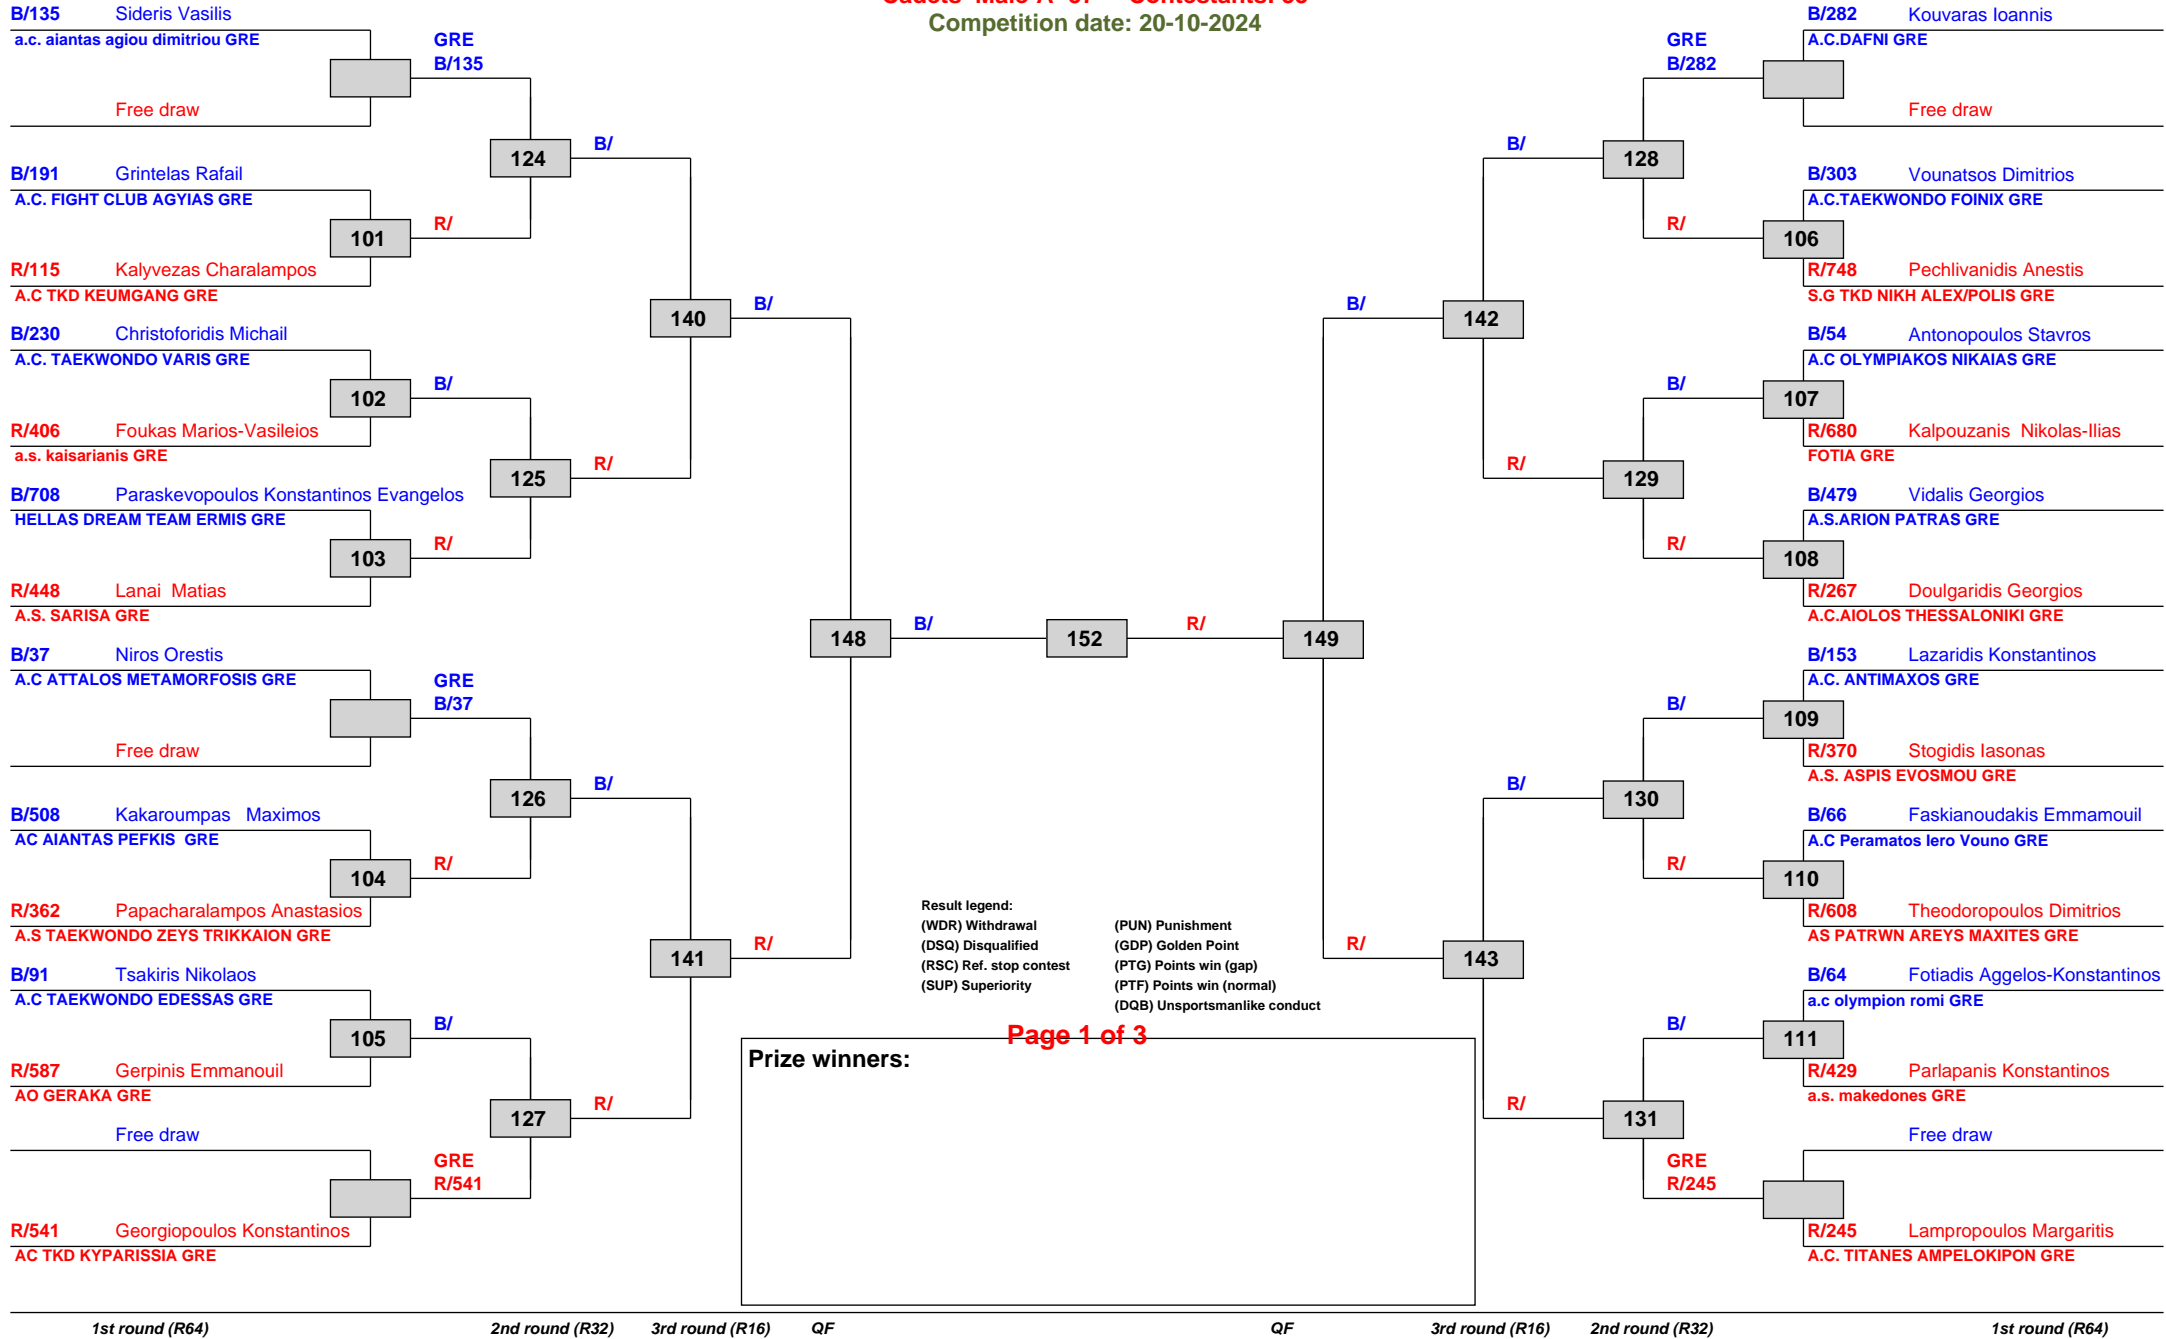 Competition date: 20-10-2024
B/135 Sideris Vasilis
a.c. aiantas agiou dimitriou GRE
GRE
B/135
Free draw
124
B/
B/191 Grintelas Rafail
A.C. FIGHT CLUB AGYIAS GRE
101
R/
R/115 Kalyvezas Charalampos
A.C TKD KEUMGANG GRE
140
B/
B/230 Christoforidis Michail
A.C. TAEKWONDO VARIS GRE
102
B/
R/406 Foukas Marios-Vasileios
a.s. kaisarianis GRE
125
R/
B/708 Paraskevopoulos Konstantinos Evangelos
HELLAS DREAM TEAM ERMIS GRE
103
R/
R/448 Lanai Matias
A.S. SARISA GRE
148
B/
152
R/
149
B/37 Niros Orestis
A.C ATTALOS METAMORFOSIS GRE
GRE
B/37
Free draw
126
B/
B/508 Kakaroumpas Maximos
AC AIANTAS PEFKIS GRE
104
R/
R/362 Papacharalampos Anastasios
A.S TAEKWONDO ZEYS TRIKKAION GRE
141
R/
B/91 Tsakiris Nikolaos
A.C TAEKWONDO EDESSAS GRE
105
B/
R/587 Gerpinis Emmanouil
AO GERAKA GRE
127
R/
Free draw
GRE
R/541
R/541 Georgiopoulos Konstantinos
AC TKD KYPARISSIA GRE
B/282 Kouvaras Ioannis
A.C.DAFNI GRE
GRE
B/282
Free draw
B/
128
B/303 Vounatsos Dimitrios
A.C.TAEKWONDO FOINIX GRE
R/
106
R/748 Pechlivanidis Anestis
S.G TKD NIKH ALEX/POLIS GRE
B/
142
B/54 Antonopoulos Stavros
A.C OLYMPIAKOS NIKAIAS GRE
B/
107
R/680 Kalpouzanis Nikolas-Ilias
FOTIA GRE
R/
129
B/479 Vidalis Georgios
A.S.ARION PATRAS GRE
R/
108
R/267 Doulgaridis Georgios
A.C.AIOLOS THESSALONIKI GRE
B/153 Lazaridis Konstantinos
A.C. ANTIMAXOS GRE
B/
109
R/370 Stogidis Iasonas
A.S. ASPIS EVOSMOU GRE
B/
130
B/66 Faskianoudakis Emmamouil
A.C Peramatos Iero Vouno GRE
R/
110
R/608 Theodoropoulos Dimitrios
AS PATRWN AREYS MAXITES GRE
R/
143
B/64 Fotiadis Aggelos-Konstantinos
a.c olympion romi GRE
B/
111
R/429 Parlapanis Konstantinos
a.s. makedones GRE
R/
131
Free draw
GRE
R/245
R/245 Lampropoulos Margaritis
A.C. TITANES AMPELOKIPON GRE
Result legend:
(WDR) Withdrawal (PUN) Punishment
(DSQ) Disqualified (GDP) Golden Point
(RSC) Ref. stop contest (PTG) Points win (gap)
(SUP) Superiority (PTF) Points win (normal)
(DQB) Unsportsmanlike conduct
Page 1 of 3
Prize winners:
1st round (R64) 2nd round (R32) 3rd round (R16) QF QF 3rd round (R16) 2nd round (R32) 1st round (R64)